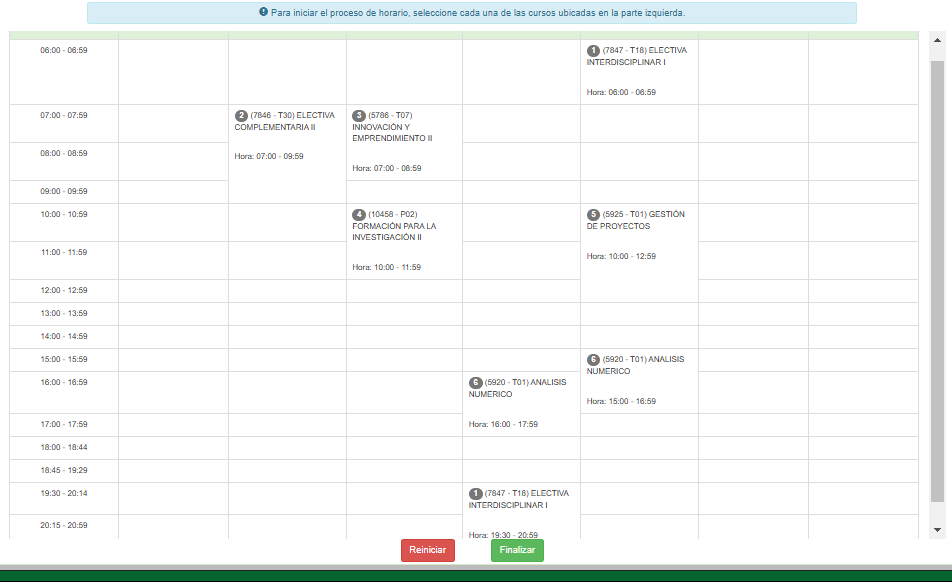 Para iniciar el proceso de horario, seleccione cada una de las cursos ubicadas en la parte izquierda.
06:00 - 06:59
1 (7847 - T18) ELECTIVA
INTERDISCIPLINAR I
Hora: 06:00 - 06:59
07:00 - 07:59
2 (7846 - T30) ELECTIVA
COMPLEMENTARIA II
Hora: 07:00 - 09:59
3 (5786 - T07)
INNOVACIÓN Y
EMPRENDIMIENTO II
Hora: 07:00 - 08:59
08:00 - 08:59
09:00 - 09:59
10:00 - 10:59
4 (10458 - P02)
FORMACIÓN PARA LA
INVESTIGACIÓN II
Hora: 10:00 - 11:59
5 (5925 - T01) GESTIÓN
DE PROYECTOS
Hora: 10:00 - 12:59
11:00 - 11:59
12:00 - 12:59
13:00 - 13:59
14:00 - 14:59
15:00 - 15:59
6 (5920 - T01) ANALISIS
NUMERICO
Hora: 15:00 - 16:59
16:00 - 16:59
6 (5920 - T01) ANALISIS
NUMERICO
Hora: 16:00 - 17:59
17:00 - 17:59
18:00 - 18:44
18:45 - 19:29
19:30 - 20:14
1 (7847 - T18) ELECTIVA
INTERDISCIPLINAR I
Hora: 19:30 - 20:59
20:15 - 20:59
Reiniciar
Finalizar